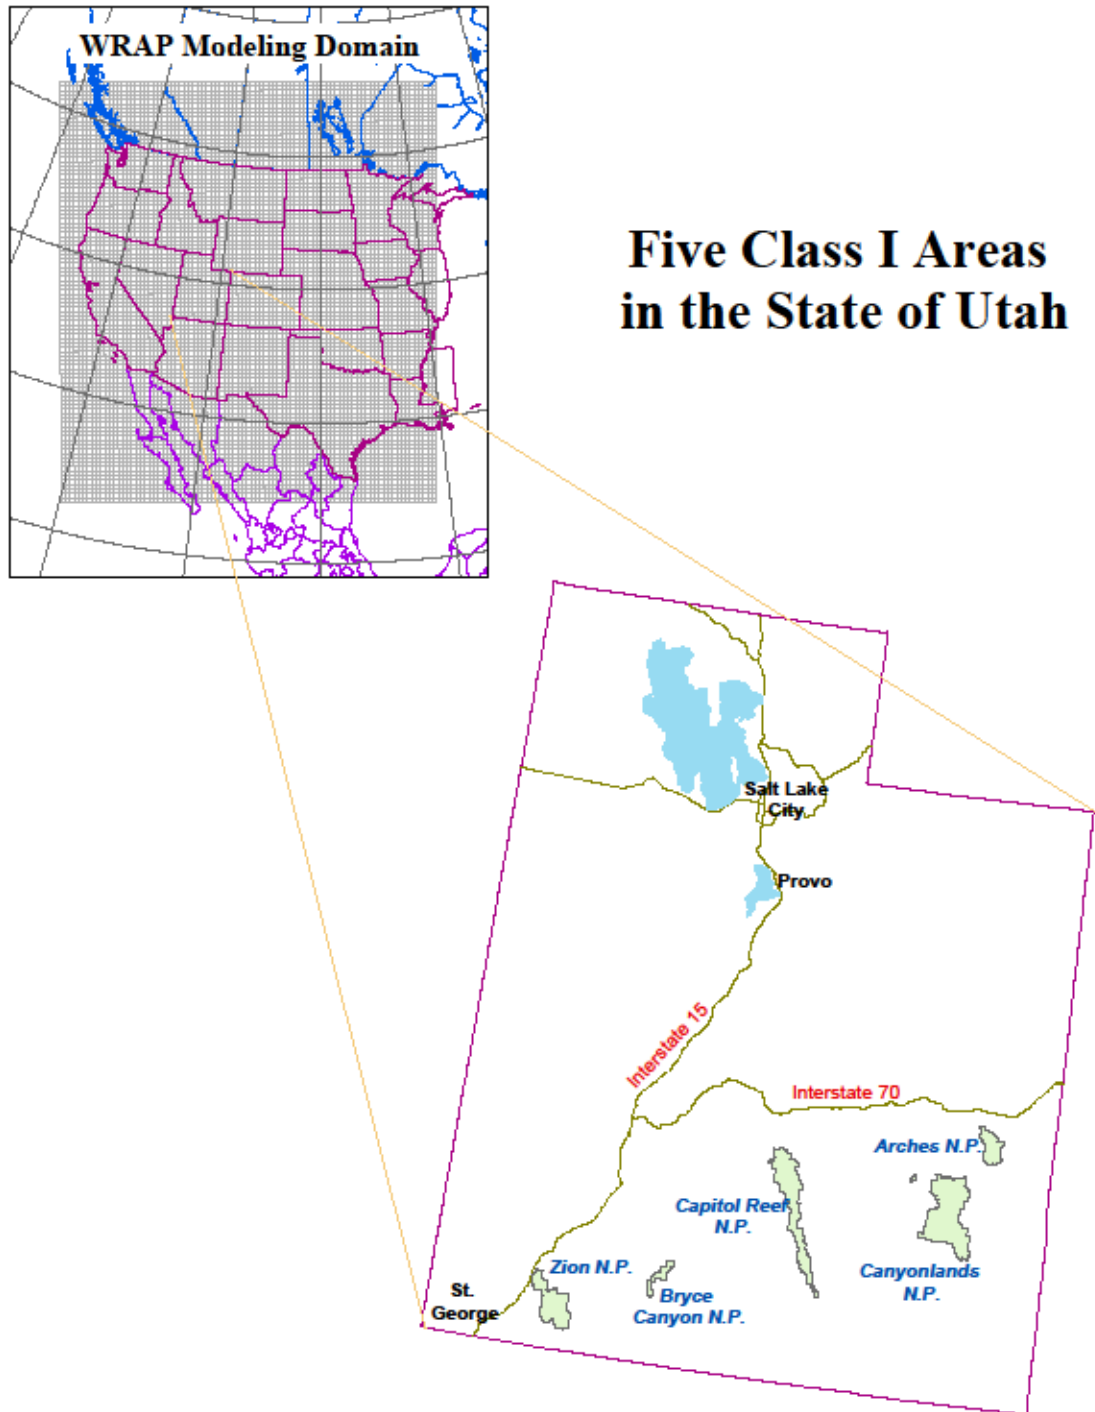 WRAP Modeling Domain
Five Class I Areas
in the State of Utah
Salt Lake
City
Provo
Interstate 15
Interstate 70
Arches N.P.
Capitol Reef
N.P.
Canyonlands
N.P.
Zion N.P.
Bryce
Canyon N.P.
St.
George